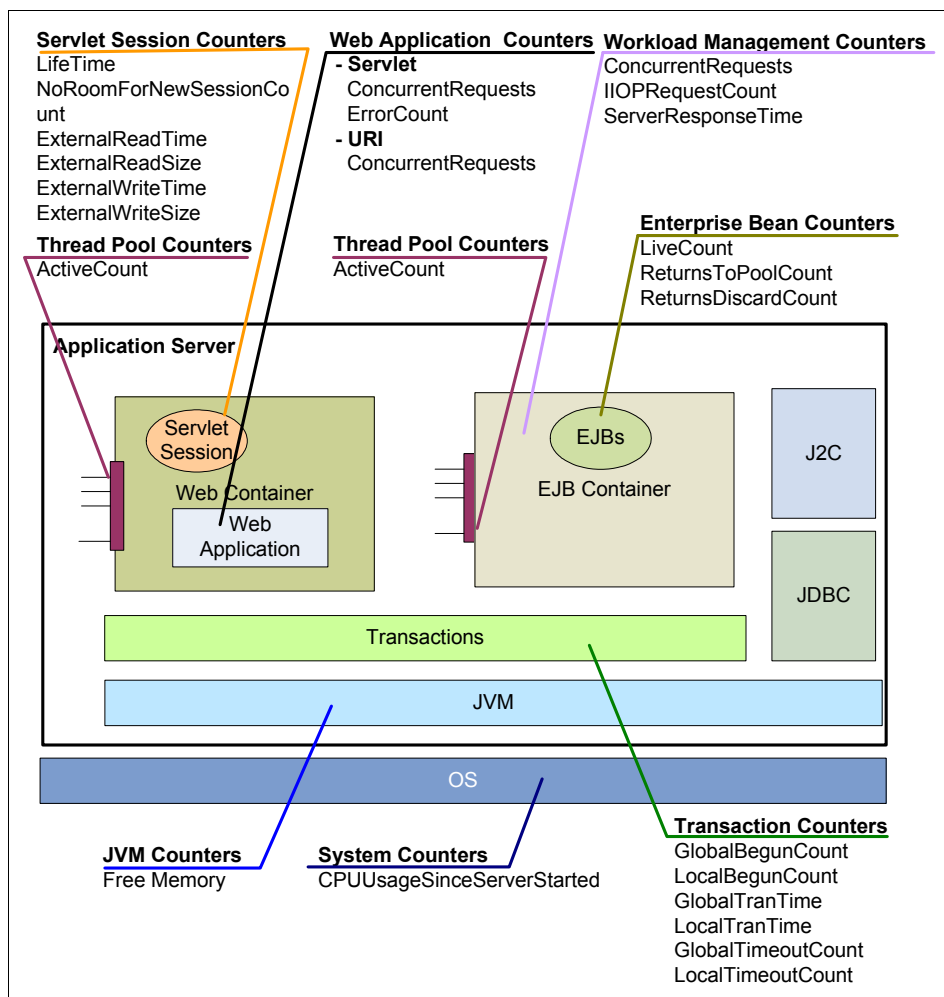 Servlet Session Counters
LifeTime
NoRoomForNewSessionCo
unt
ExternalReadTime
ExternalReadSize
ExternalWriteTime
ExternalWriteSize
Thread Pool Counters
ActiveCount
Web Application Counters
- Servlet
ConcurrentRequests
ErrorCount
- URI
ConcurrentRequests
Thread Pool Counters
ActiveCount
Workload Management Counters
ConcurrentRequests
IIOPRequestCount
ServerResponseTime
Enterprise Bean Counters
LiveCount
ReturnsToPoolCount
ReturnsDiscardCount
Application Server
Servlet
Session
Web Container
Web
Application
EJBs
EJB Container
J2C
JDBC
Transactions
JVM
OS
JVM Counters
Free Memory
System Counters
CPUUsageSinceServerStarted
Transaction Counters
GlobalBegunCount
LocalBegunCount
GlobalTranTime
LocalTranTime
GlobalTimeoutCount
LocalTimeoutCount